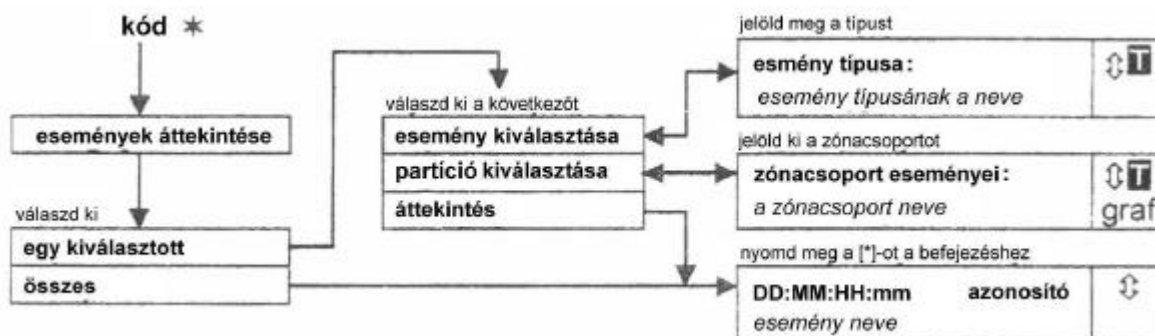 kód *
események áttekintése
válaszd ki
egy kiválasztott
összes
válaszd ki a következőt
esemény kiválasztása
partíció kiválasztása
áttekintés
jelöld meg a típust
esmény típusa:
esemény típusának a neve
T
jelöld ki a zónacsoportot
zónacsoport eseményei:
a zónacsoport neve
T
graf
nyomd meg a [*]-ot a befejezéshez
DD:MM:HH:mm azonosító
esemény neve